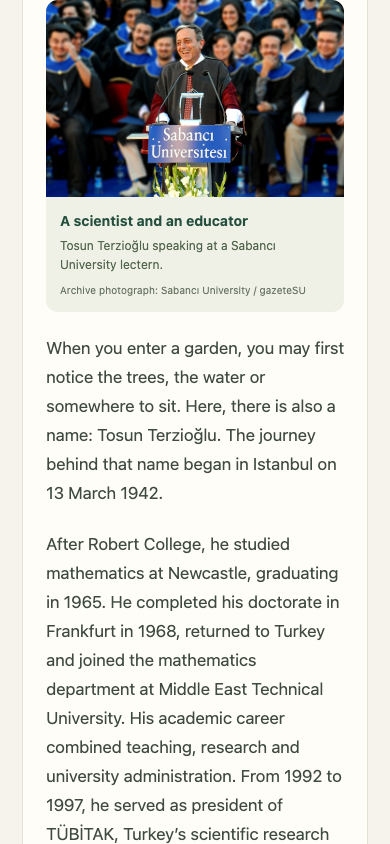 Sabancı
Üniversitesi
A scientist and an educator
Tosun Terzioğlu speaking at a Sabancı
University lectern.
Archive photograph: Sabancı University / gazeteSU
When you enter a garden, you may first
notice the trees, the water or
somewhere to sit. Here, there is also a
name: Tosun Terzioğlu. The journey
behind that name began in Istanbul on
13 March 1942.
After Robert College, he studied
mathematics at Newcastle, graduating
in 1965. He completed his doctorate in
Frankfurt in 1968, returned to Turkey
and joined the mathematics
department at Middle East Technical
University. His academic career
combined teaching, research and
university administration. From 1992 to
1997, he served as president of
TÜBİTAK, Turkey’s scientific research